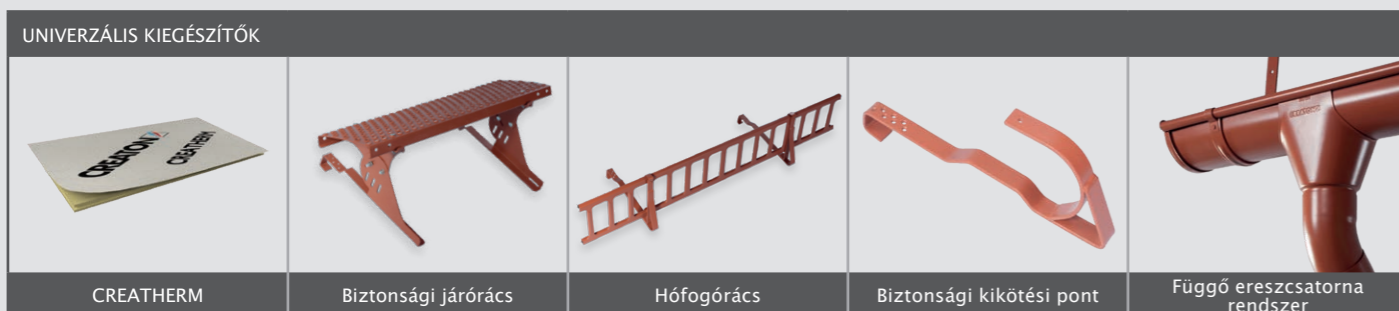 UNIVERZÁLIS KIEGÉSZÍTŐK
CREATON
CREATHERM
CREATHERM
Biztonsági járórács
Hófogórács
Biztonsági kikötési pont
Függő ereszcsatorna
rendszer